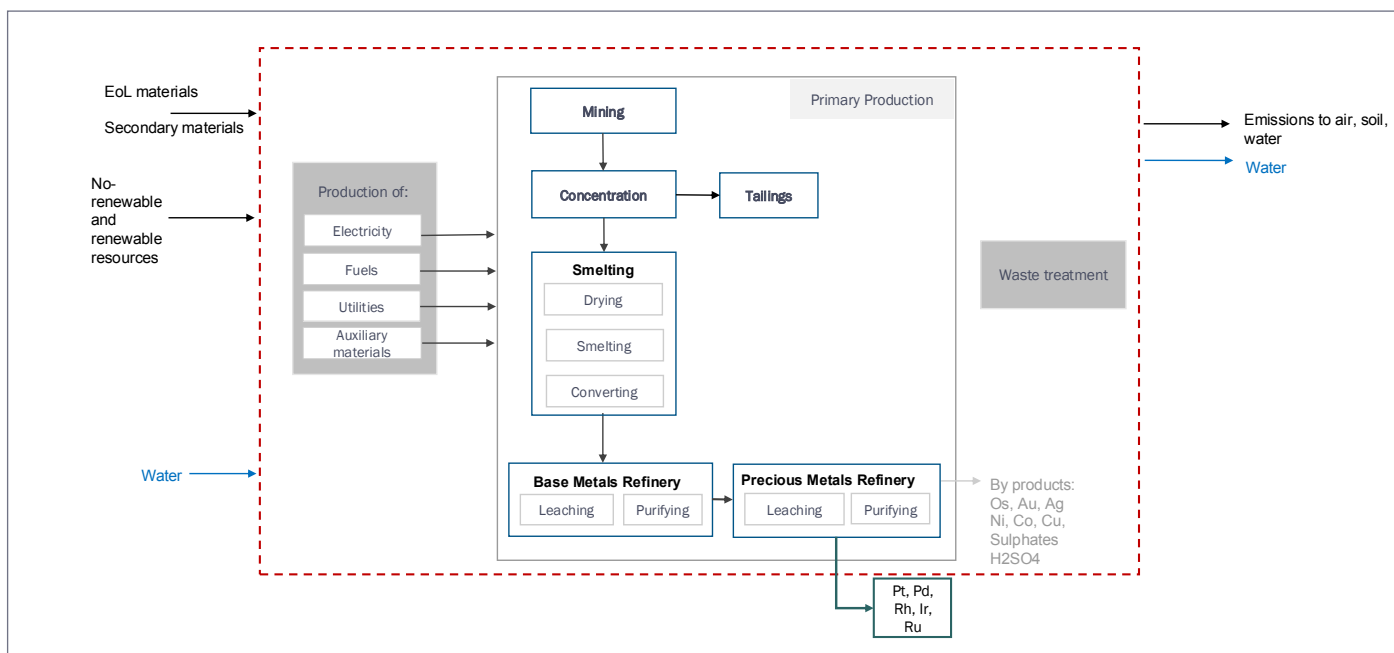 EoL materials
Secondary materials
No-
renewable
and
renewable
resources
Water
Production of:
Electricity
Fuels
Utilities
Auxiliary
materials
Primary Production
Mining
Concentration
Tailings
Smelting
Drying
Smelting
Converting
Base Metals Refinery
Leaching
Purifying
Precious Metals Refinery
Leaching
Purifying
Waste treatment
Emissions to air, soil,
water
Water
By products:
Os, Au, Ag
Ni, Co, Cu,
Sulphates
H2SO4
Pt, Pd,
Rh, Ir,
Ru